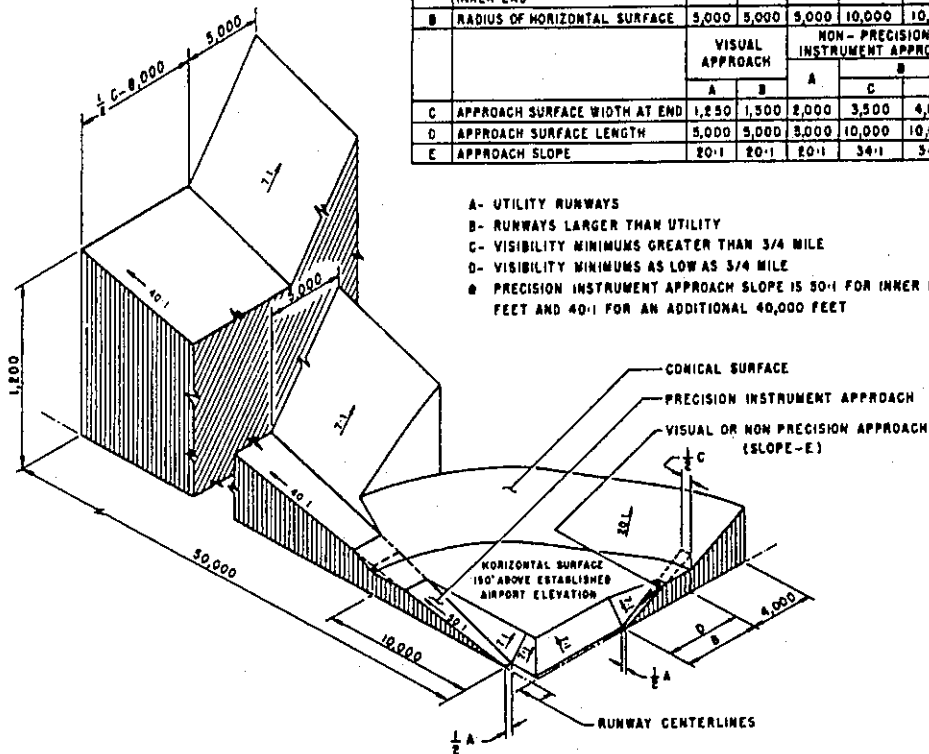 INNER END
B RADIUS OF HORIZONTAL SURFACE 5,000 5,000 5,000 10,000 10,
VISUAL APPROACH
NON-PRECISION
INSTRUMENT APPRO
A B A B
C
C APPROACH SURFACE WIDTH AT END 1,250 1,500 2,000 3,500 4,
D APPROACH SURFACE LENGTH 5,000 5,000 5,000 10,000 10,
E APPROACH SLOPE 20:1 20:1 20:1 34:1 3
A- UTILITY RUNWAYS
B- RUNWAYS LARGER THAN UTILITY
C- VISIBILITY MINIMUMS GREATER THAN 3/4 MILE
D- VISIBILITY MINIMUMS AS LOW AS 3/4 MILE
PRECISION INSTRUMENT APPROACH SLOPE IS 50:1 FOR INNER
FEET AND 40:1 FOR AN ADDITIONAL 40,000 FEET
5,000
1/2 C-8,000
7:1
40:1
5,000
1,200
7:1
40:1
CONICAL SURFACE
PRECISION INSTRUMENT APPROACH
VISUAL OR NON PRECISION APPROACH
(SLOPE-E)
1/2 C
20:1
50,000
HORIZONTAL SURFACE
150' ABOVE ESTABLISHED
AIRPORT ELEVATION
50:1
7:1
7:1
7:1
7:1
10,000
4,000
D
B
1/2 A
1/2 A
RUNWAY CENTERLINES